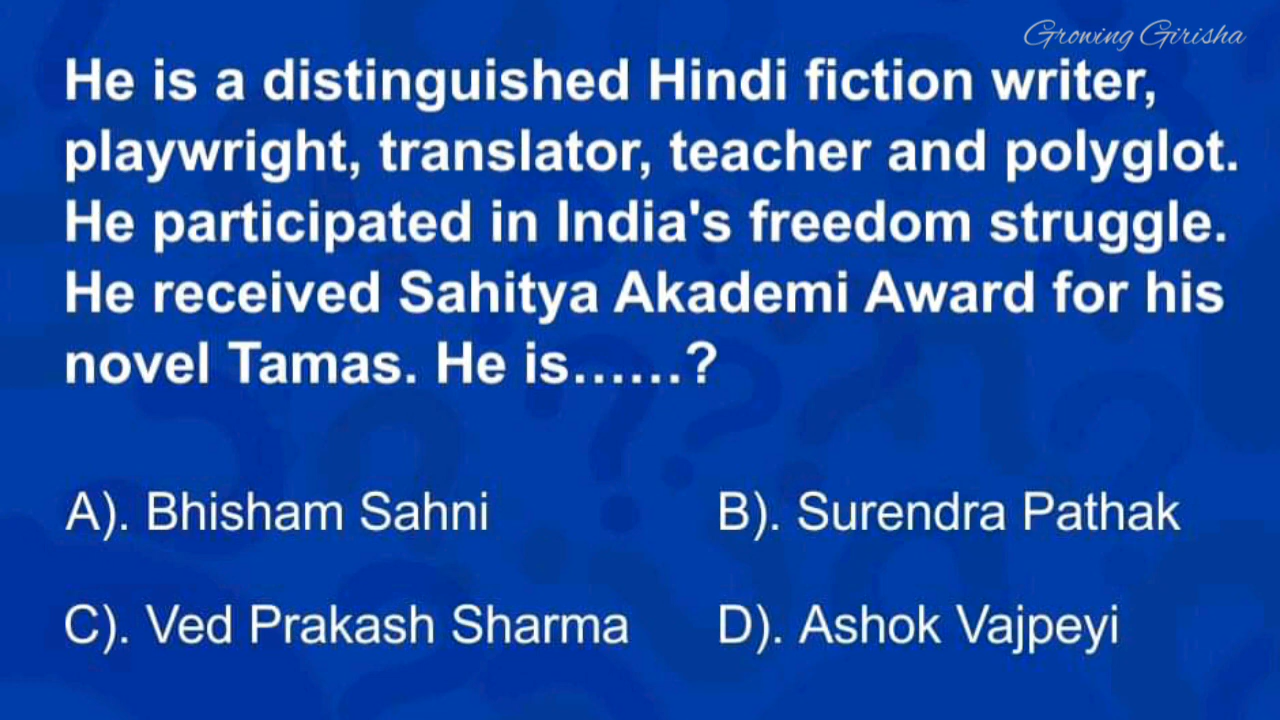 Growing Girisha
He is a distinguished Hindi fiction writer,
playwright, translator, teacher and polyglot.
He participated in India's freedom struggle.
He received Sahitya Akademi Award for his
novel Tamas. He is......?
A). Bhisham Sahni
B). Surendra Pathak
C). Ved Prakash Sharma
D). Ashok Vajpeyi